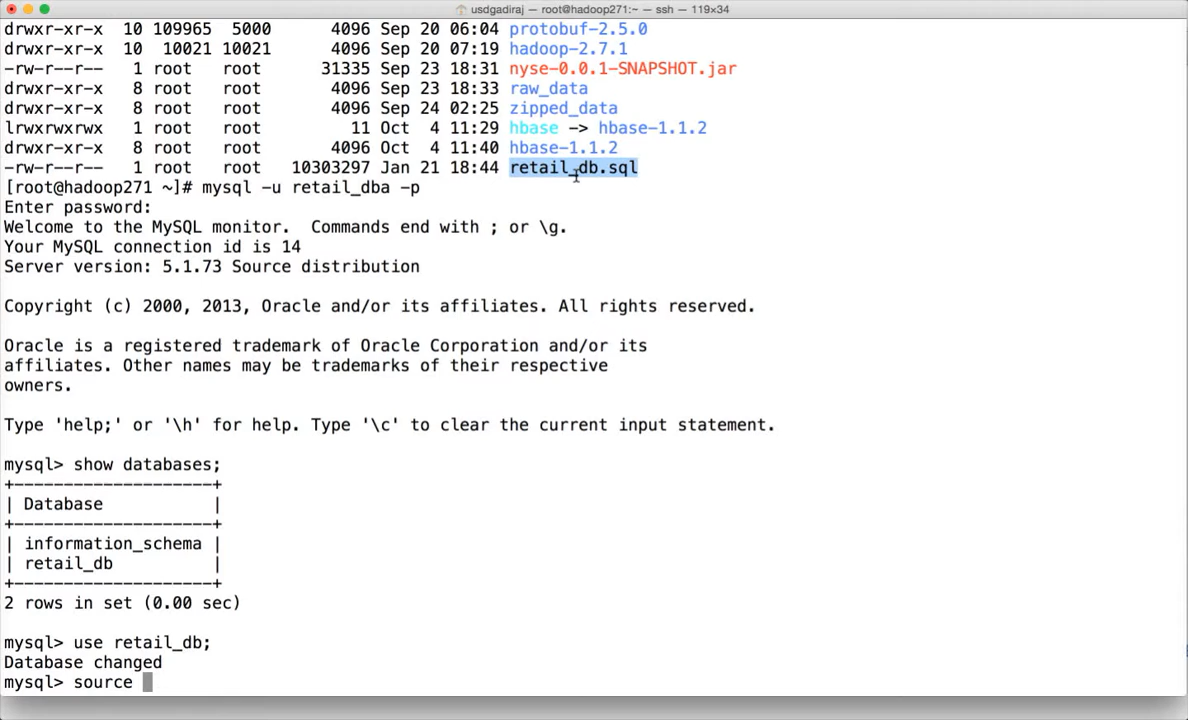 usdgadiraj — root@hadoop271:~ — ssh — 119×34
drwxr-xr-x  10 109965  5000      4096 Sep 20 06:04 protobuf-2.5.0
drwxr-xr-x  10  10021 10021      4096 Sep 20 07:19 hadoop-2.7.1
-rw-r--r--   1 root   root      31335 Sep 23 18:31 nyse-0.0.1-SNAPSHOT.jar
drwxr-xr-x   8 root   root       4096 Sep 23 18:33 raw_data
drwxr-xr-x   8 root   root       4096 Sep 24 02:25 zipped_data
lrwxrwxrwx   1 root   root         11 Oct  4 11:29 hbase -> hbase-1.1.2
drwxr-xr-x   8 root   root       4096 Oct  4 11:40 hbase-1.1.2
-rw-r--r--   1 root   root   10303297 Jan 21 18:44 retail_db.sql
[root@hadoop271 ~]# mysql -u retail_dba -p
Enter password:
Welcome to the MySQL monitor.  Commands end with ; or \g.
Your MySQL connection id is 14
Server version: 5.1.73 Source distribution
Copyright (c) 2000, 2013, Oracle and/or its affiliates. All rights reserved.
Oracle is a registered trademark of Oracle Corporation and/or its
affiliates. Other names may be trademarks of their respective
owners.
Type 'help;' or '\h' for help. Type '\c' to clear the current input statement.
mysql> show databases;
+--------------------+
| Database           |
+--------------------+
| information_schema |
| retail_db          |
+--------------------+
2 rows in set (0.00 sec)
mysql> use retail_db;
Database changed
mysql> source